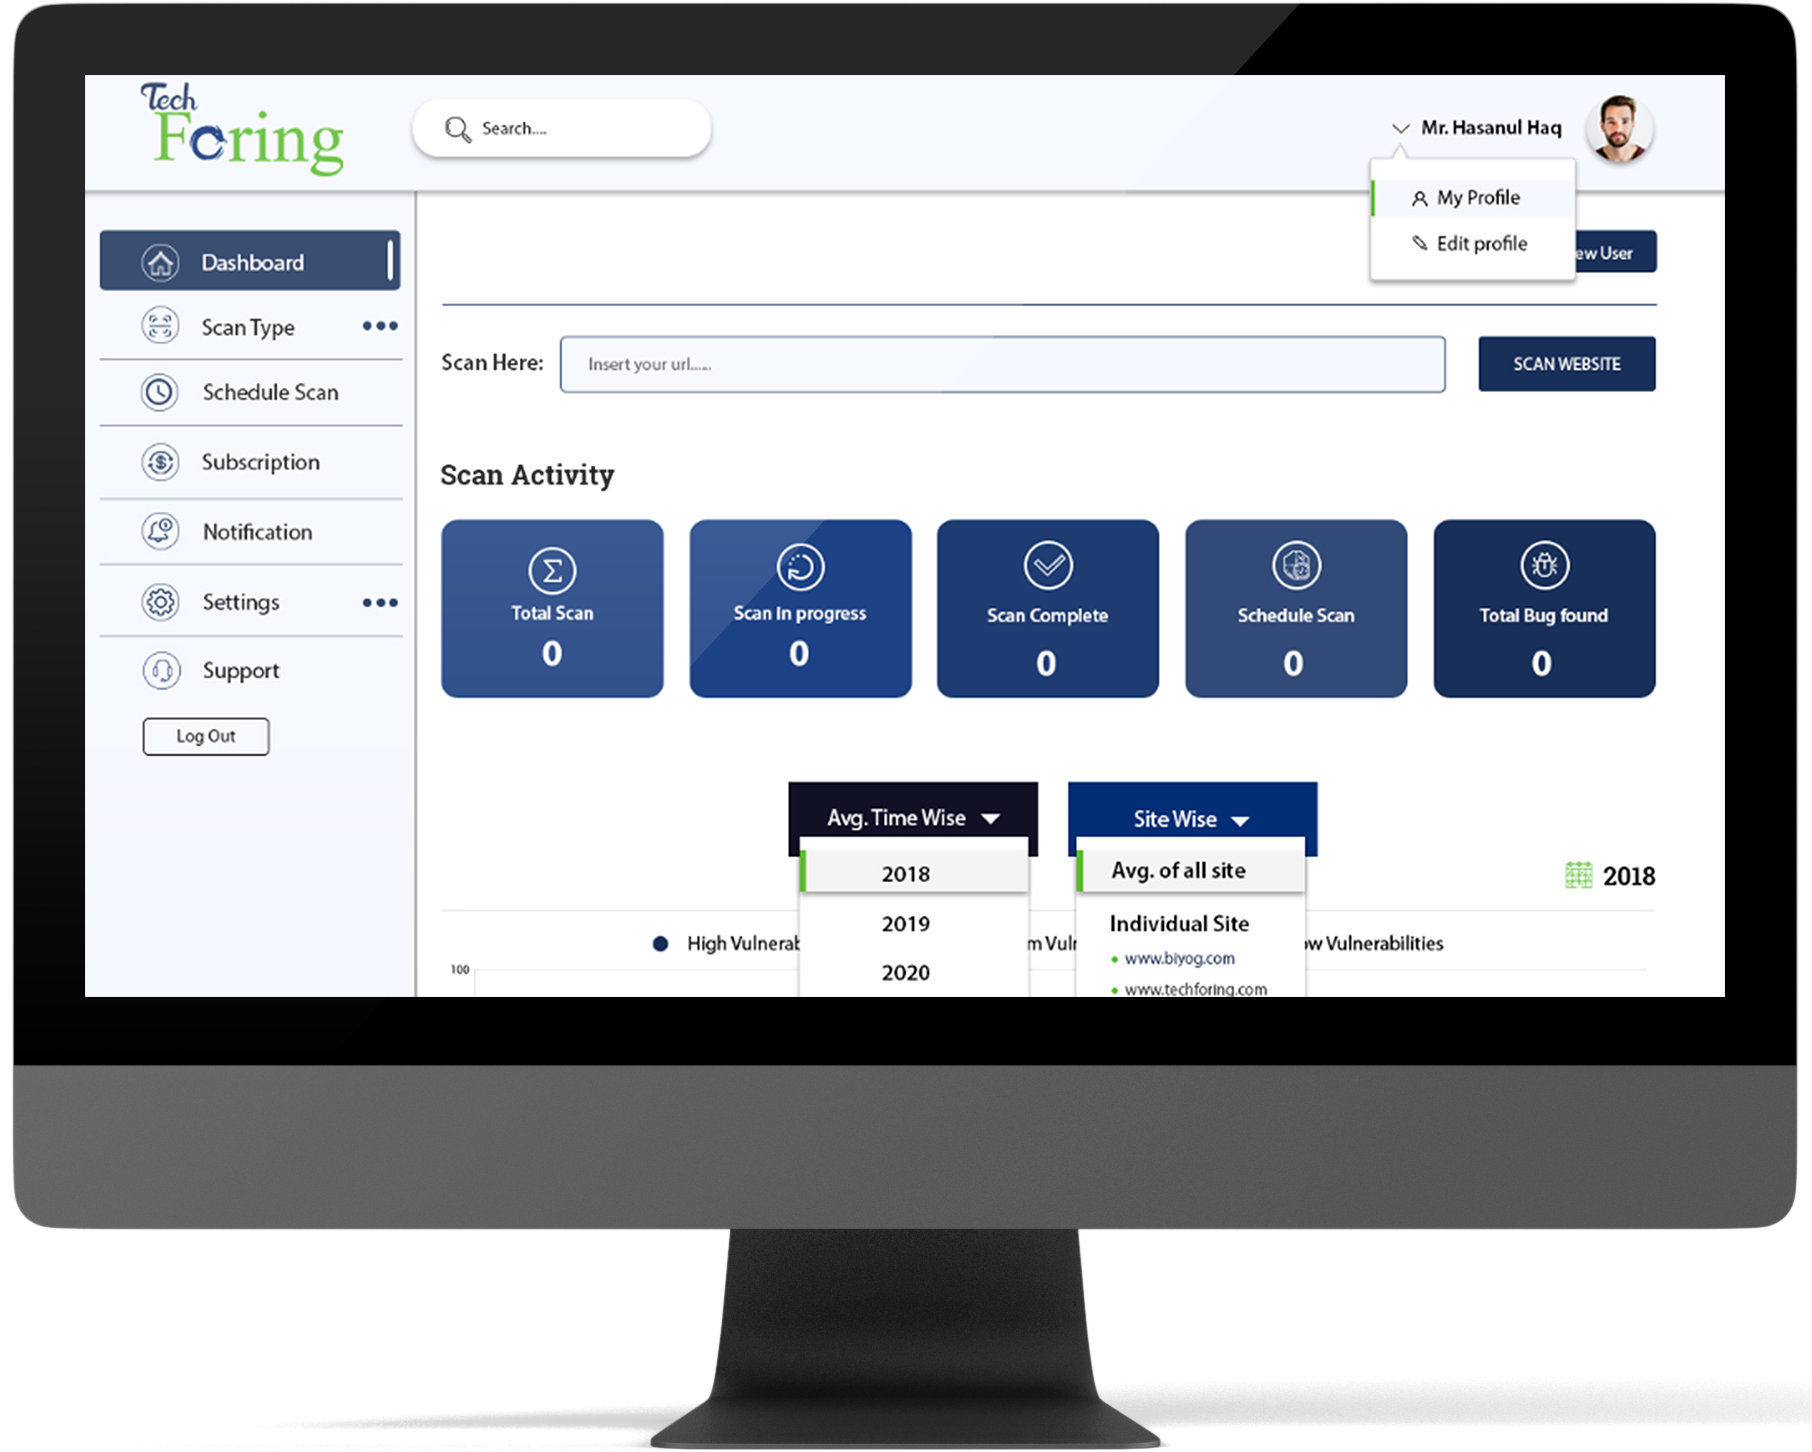 Tech
Foring
Search....
Mr. Hasanul Haq
My Profile
Edit profile
User
Dashboard
Scan Type
Schedule Scan
Subscription
Notification
Settings
Support
Log Out
Scan Here:
Insert your url......
SCAN WEBSITE
Scan Activity
Total Scan
0
Scan In progress
0
Scan Complete
0
Schedule Scan
0
Total Bug found
0
Avg. Time Wise
2018
2019
2020
Site Wise
Avg. of all site
Individual Site
www.biyog.com
www.techforing.com
2018
High
Vulnerabilities
100